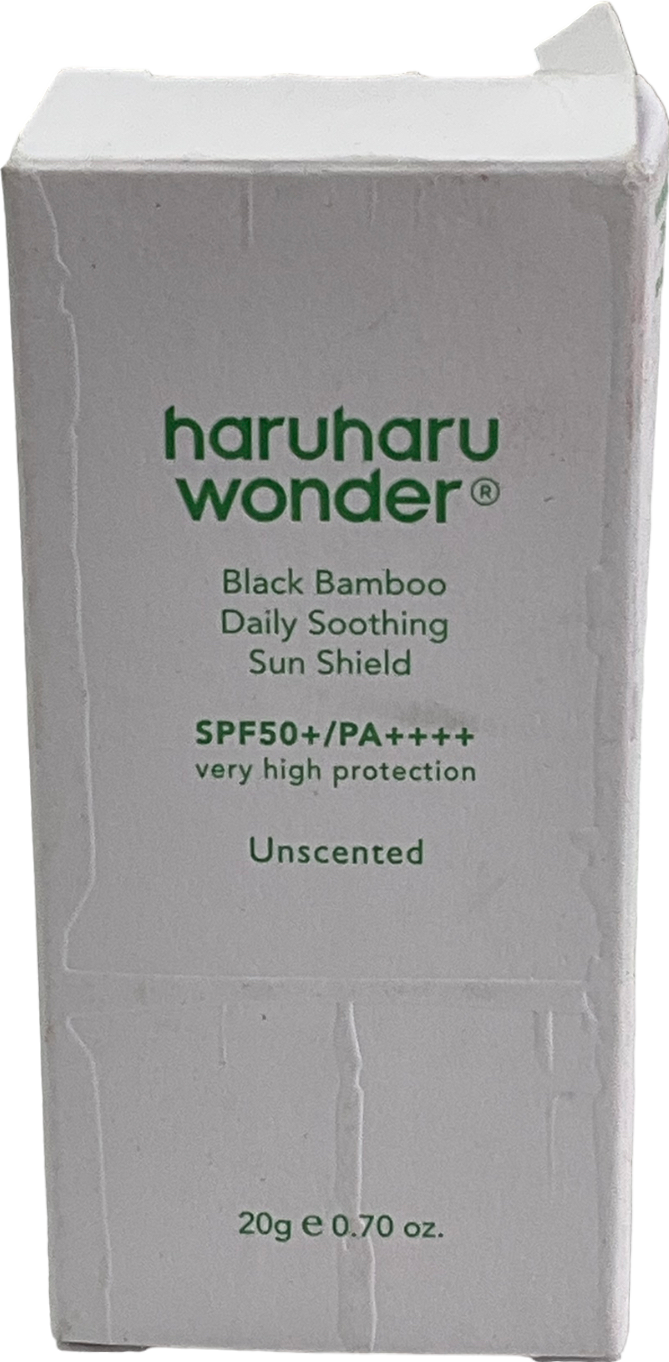 haruharu
wonder®
Black Bamboo
Daily Soothing
Sun Shield
SPF50+/PA++++
very high protection
Unscented
20g ℮ 0.70 oz.